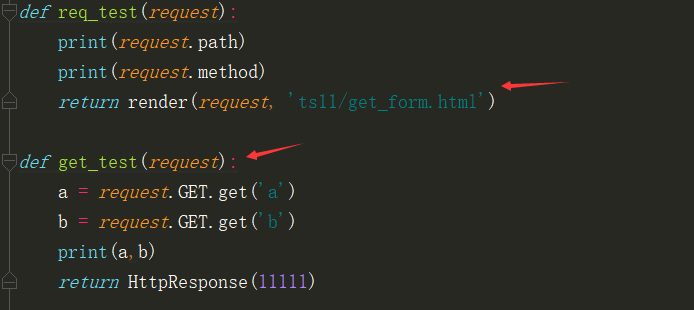 def req_test(request):
    print(request.path)
    print(request.method)
    return render(request, 'tsll/get_form.html')
def get_test(request):
    a = request.GET.get('a')
    b = request.GET.get('b')
    print(a,b)
    return HttpResponse(11111)